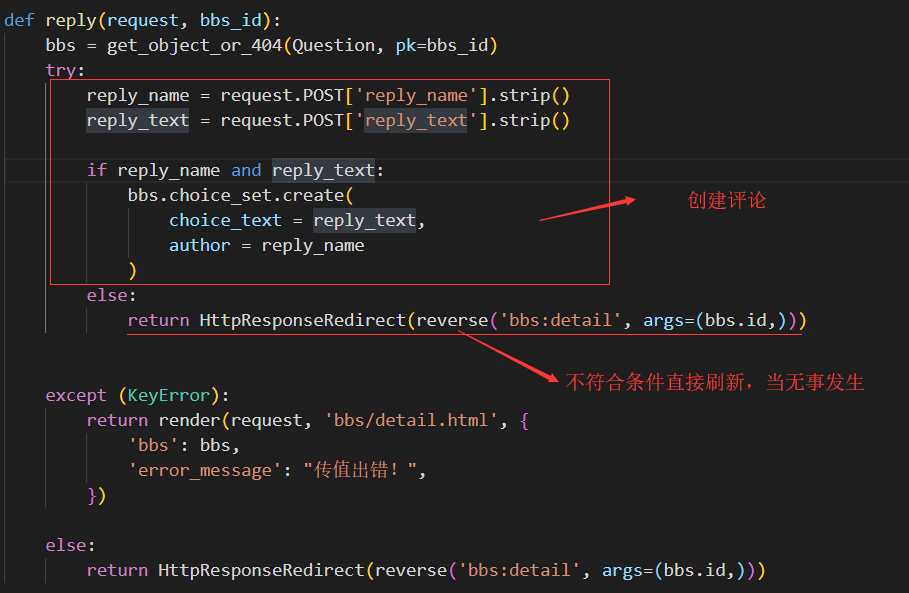 def reply(request, bbs_id):
    bbs = get_object_or_404(Question, pk=bbs_id)
    try:
        reply_name = request.POST['reply_name'].strip()
        reply_text = request.POST['reply_text'].strip()
        if reply_name and reply_text:
            bbs.choice_set.create(
                choice_text = reply_text,
                author = reply_name
            )
创建评论
        else:
            return HttpResponseRedirect(reverse('bbs:detail', args=(bbs.id,)))
不符合条件直接刷新，当无事发生
    except (KeyError):
        return render(request, 'bbs/detail.html', {
            'bbs': bbs,
            'error_message': "传值出错！",
        })
    else:
        return HttpResponseRedirect(reverse('bbs:detail', args=(bbs.id,)))